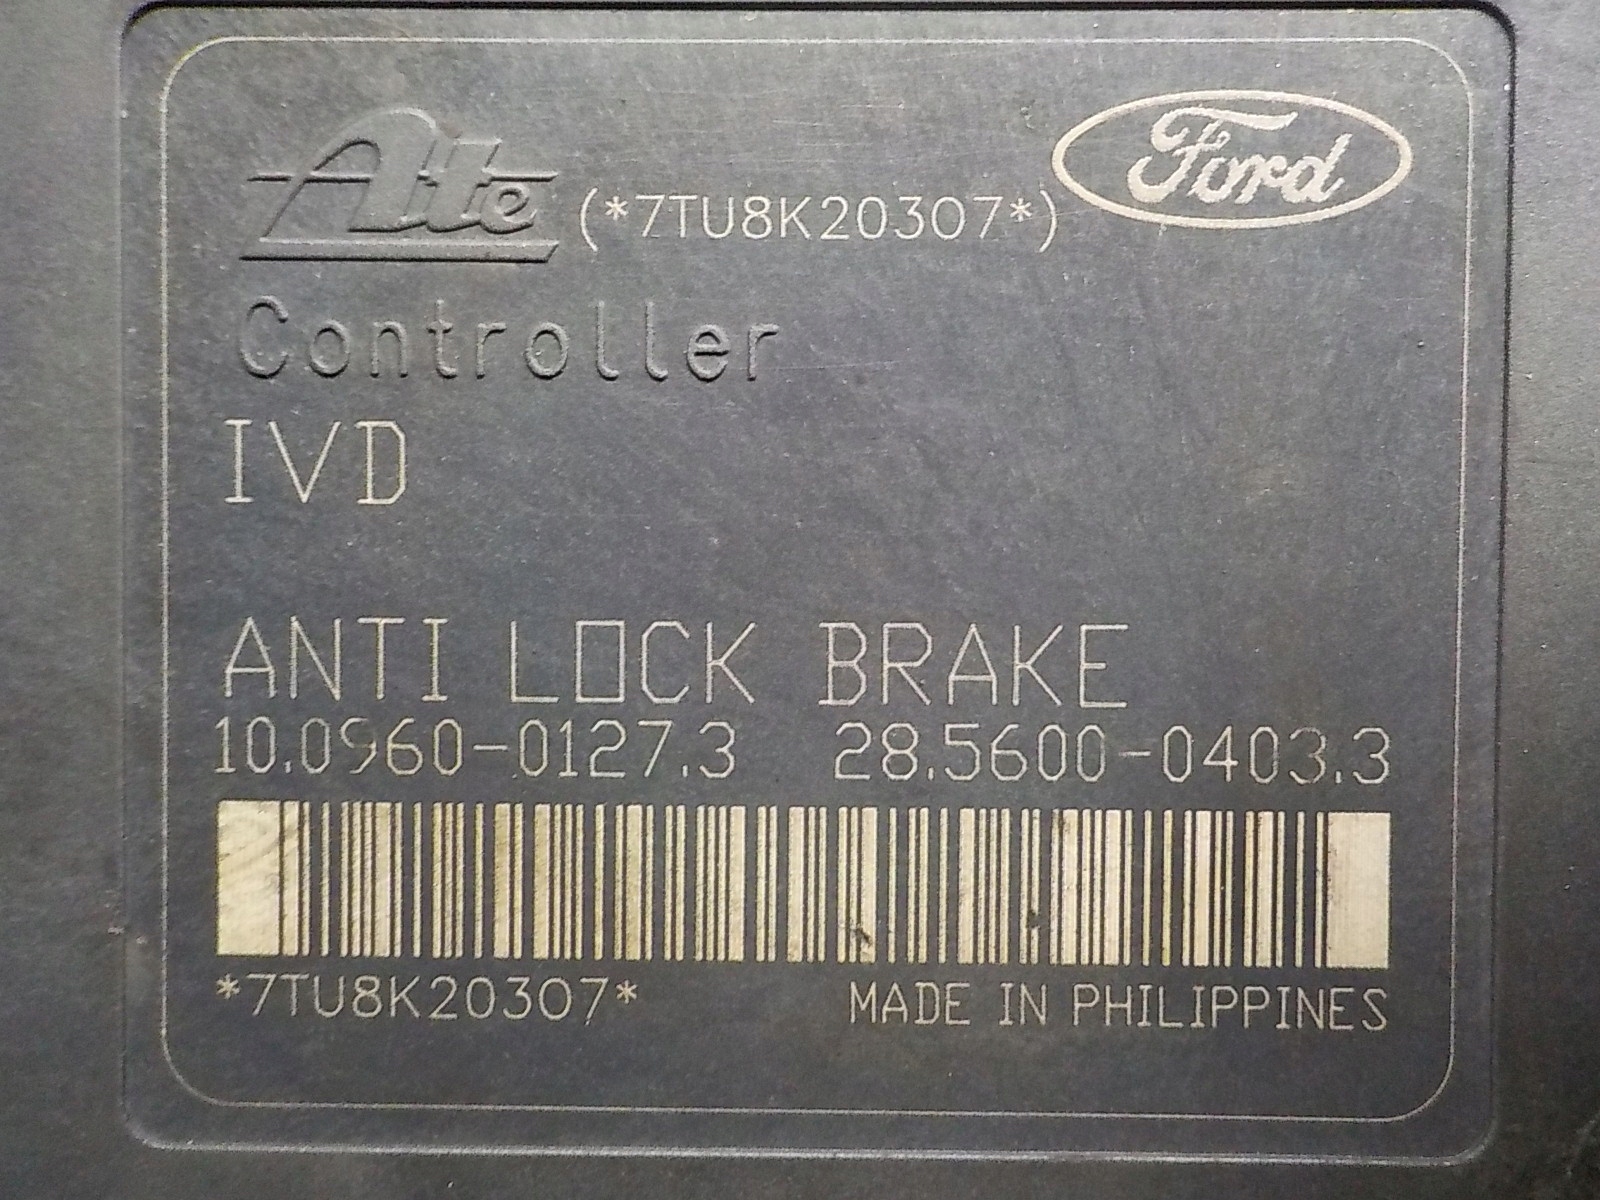 Ate (*7TU8K20307*) Ford
Controller
IVD
ANTI LOCK BRAKE
10.0960-0127.3 28.5600-0403.3
*7TU8K20307* MADE IN PHILIPPINES